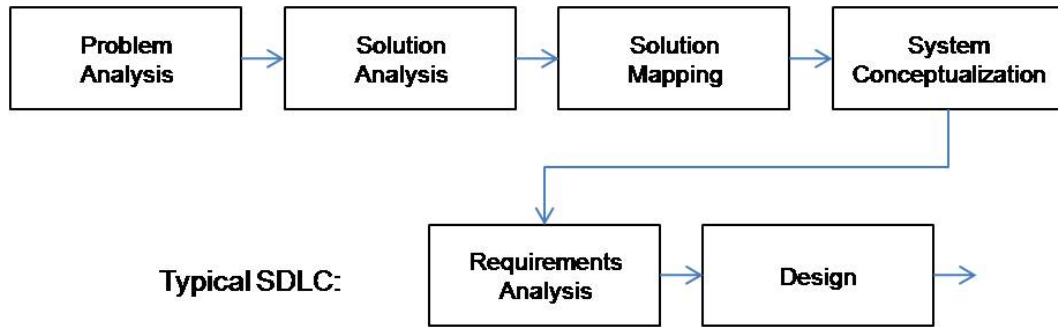 Problem
Analysis
Solution
Analysis
Solution
Mapping
System
Conceptualization
Typical SDLC:
Requirements
Analysis
Design